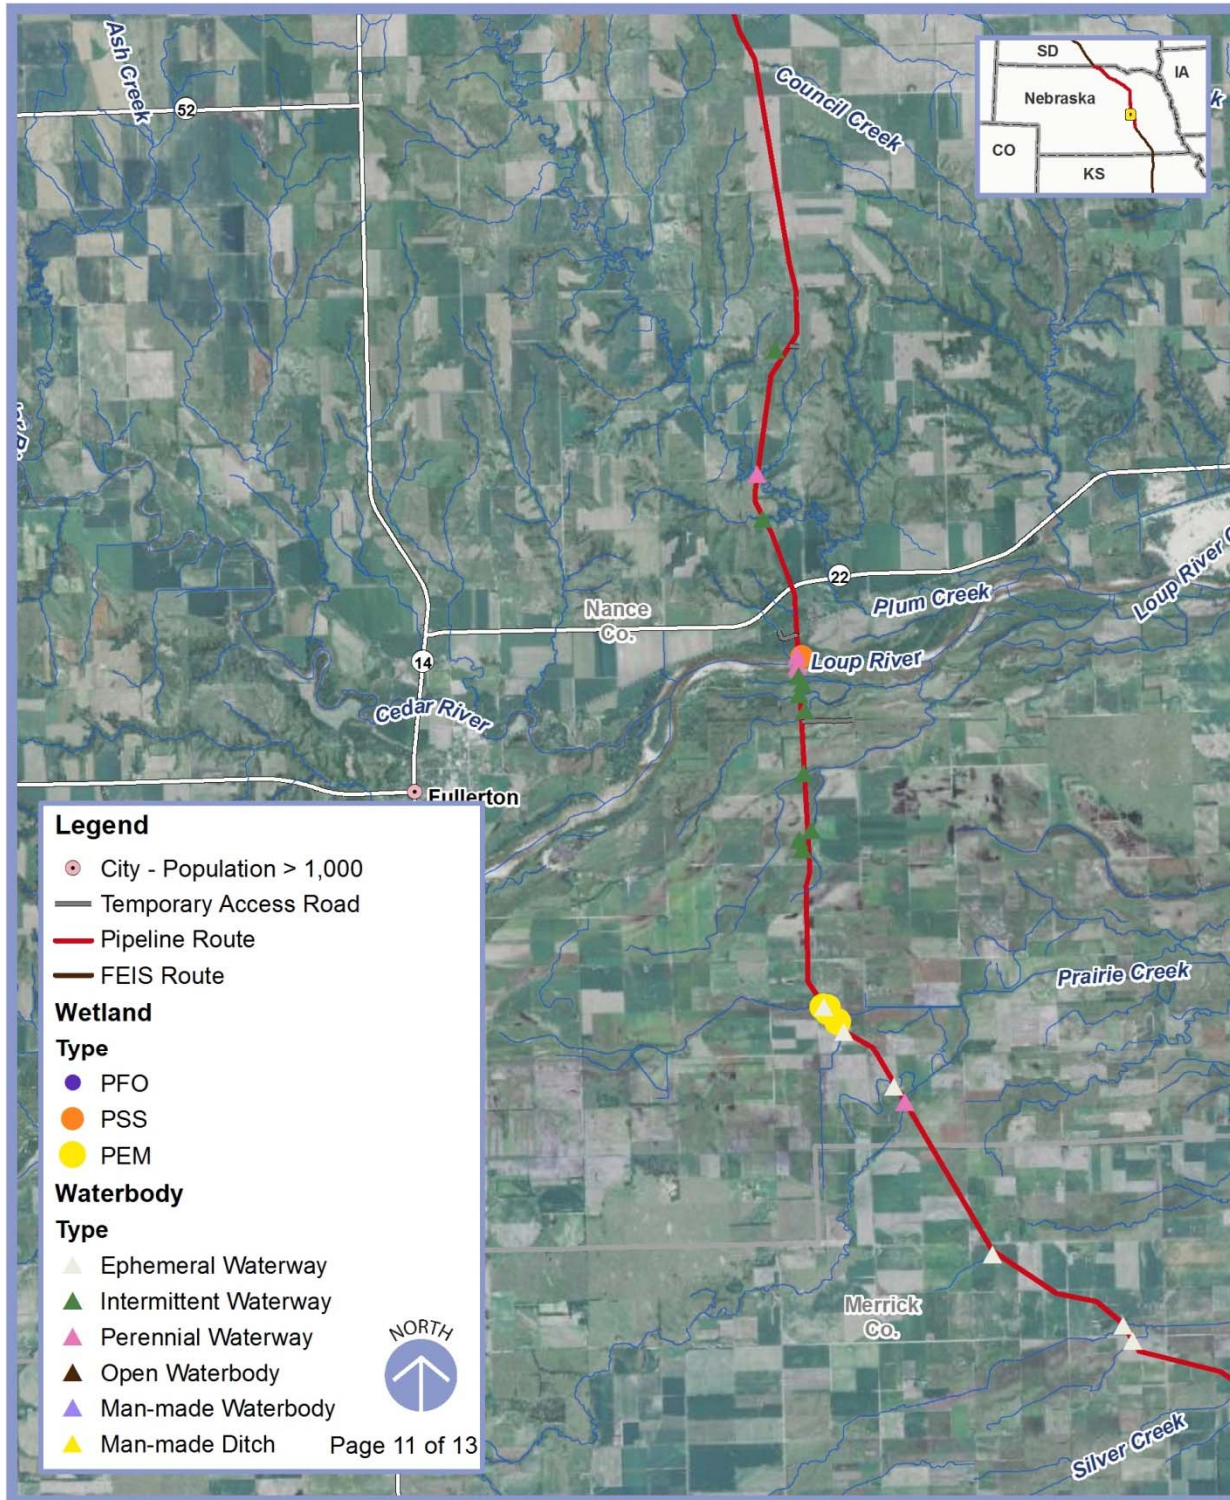 Ash Creek
52
Council Creek
SD
IA
Nebraska
CO
KS
k
22
Nance
Co.
Plum Creek
Loup River
Loup River C
14
Cedar River
Fullerton
Prairie Creek
Merrick
Co.
Silver Creek
Legend
City - Population > 1,000
Temporary Access Road
Pipeline Route
FEIS Route
Wetland
Type
PFO
PSS
PEM
Waterbody
Type
Ephemeral Waterway
Intermittent Waterway
Perennial Waterway
Open Waterbody
Man-made Waterbody
Man-made Ditch
NORTH
Page 11 of 13